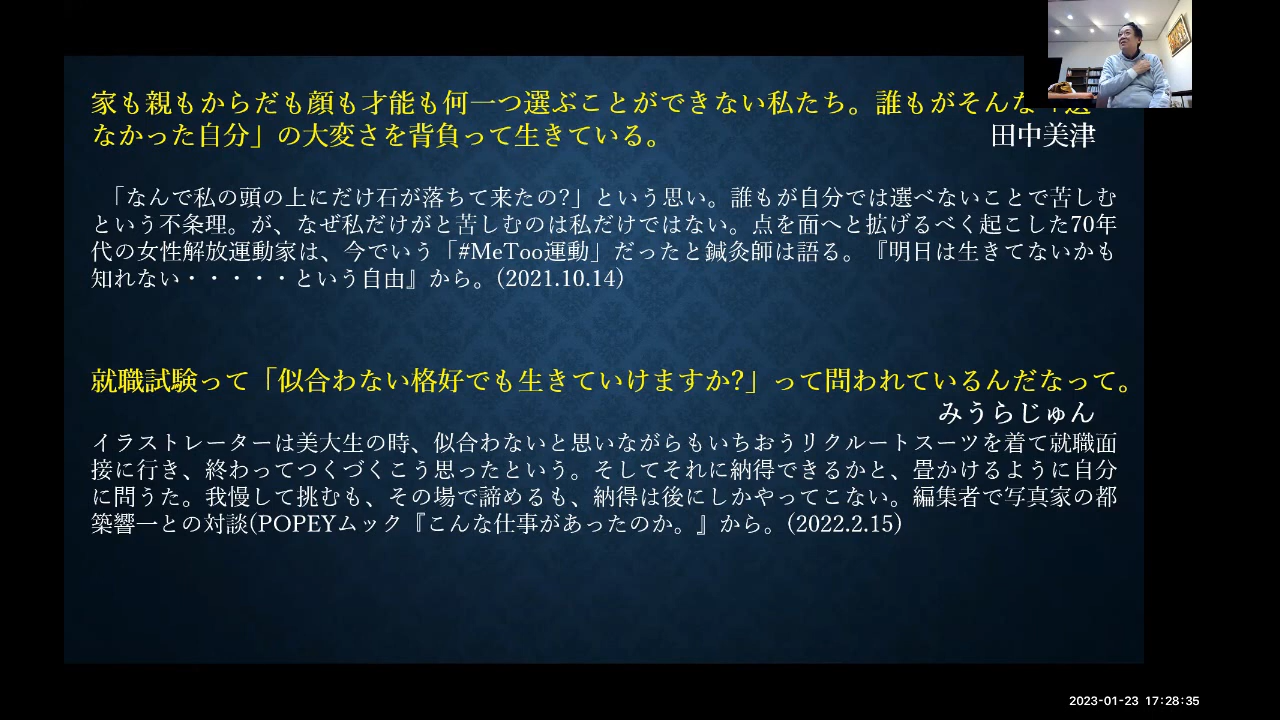 家も親もからだも顔も才能も何一つ選ぶことができない私たち。誰もがそんな
なかった自分」の大変さを背負って生きている。 田中美津
「なんで私の頭の上にだけ石が落ちて来たの?」という思い。誰もが自分では選べないことで苦しむ
という不条理。が、なぜ私だけがと苦しむのは私だけではない。点を面へと拡げるべく起こした70年
代の女性解放運動家は、今でいう「#MeToo運動」だったと鍼灸師は語る。『明日は生きてないかも
知れない・・・・・という自由』から。(2021.10.14)
就職試験って「似合わない格好でも生きていけますか?」って問われているんだなって。
みうらじゅん
イラストレーターは美大生の時、似合わないと思いながらもいちおうリクルートスーツを着て就職面
接に行き、終わってつくづくこう思ったという。そしてそれに納得できるかと、畳かけるように自分
に問うた。我慢して挑むも、その場で諦めるも、納得は後にしかやってこない。編集者で写真家の都
築響一との対談(POPEYムック『こんな仕事があったのか。』から。(2022.2.15)
2023-01-23 17:28:35